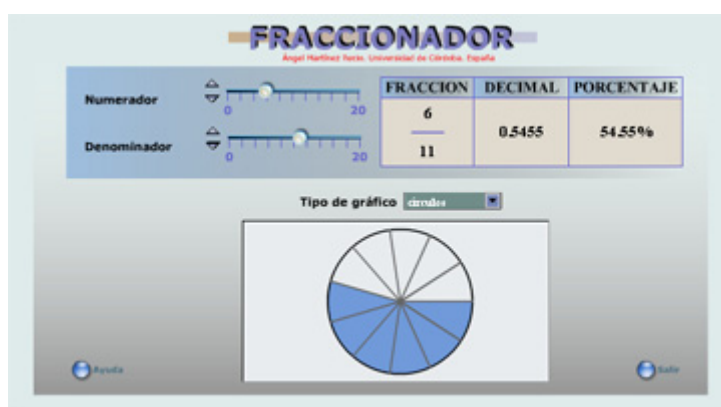 FRACCIONADOR
Ángel Martínez Recio. Universidad de Córdoba. España
Numerador
0 20
Denominador
0 20
FRACCION DECIMAL PORCENTAJE
6
11
0.5455 54.55%
Tipo de gráfico círculos
Ayuda
Salir